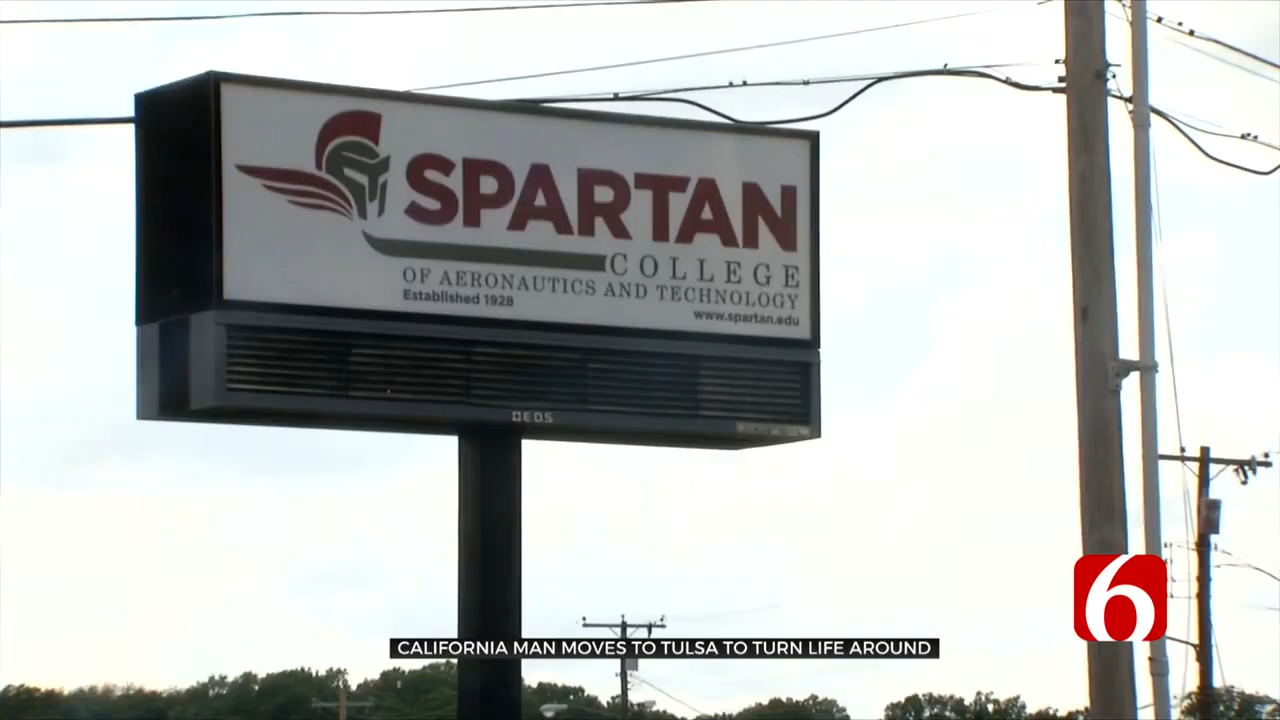 SPARTAN
COLLEGE
OF AERONAUTICS AND TECHNOLOGY
Established 1928
www.spartan.edu
EDS
6
CALIFORNIA MAN MOVES TO TULSA TO TURN LIFE AROUND